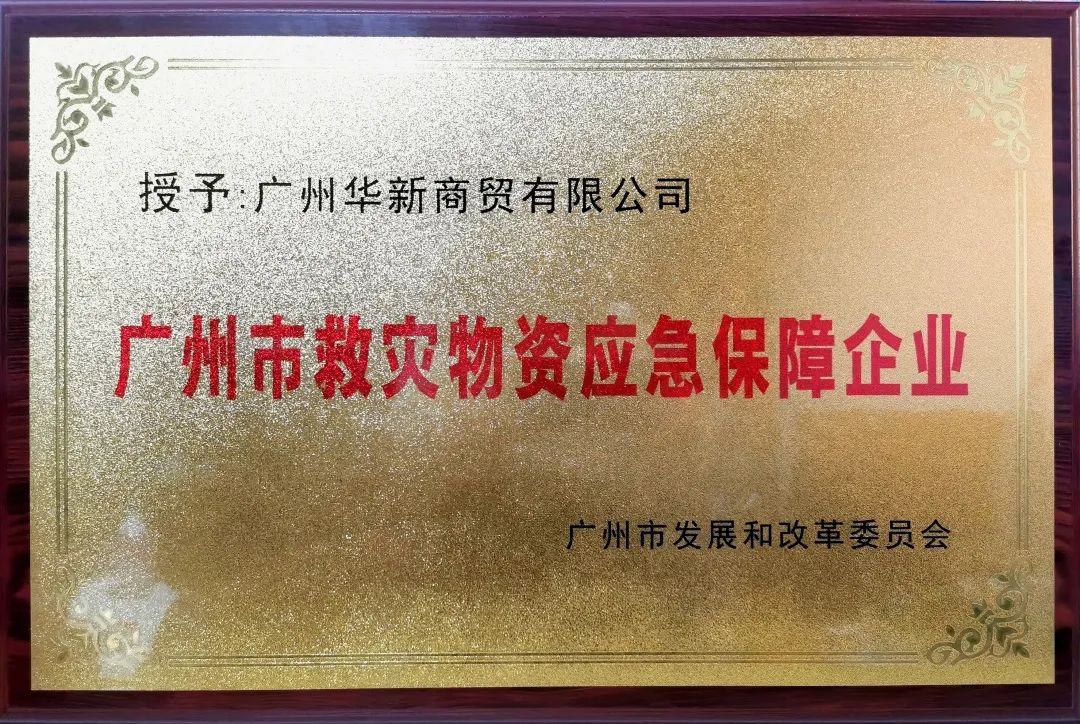 授予:广州华新商贸有限公司
广州市救灾物资应急保障企业
广州市发展和改革委员会